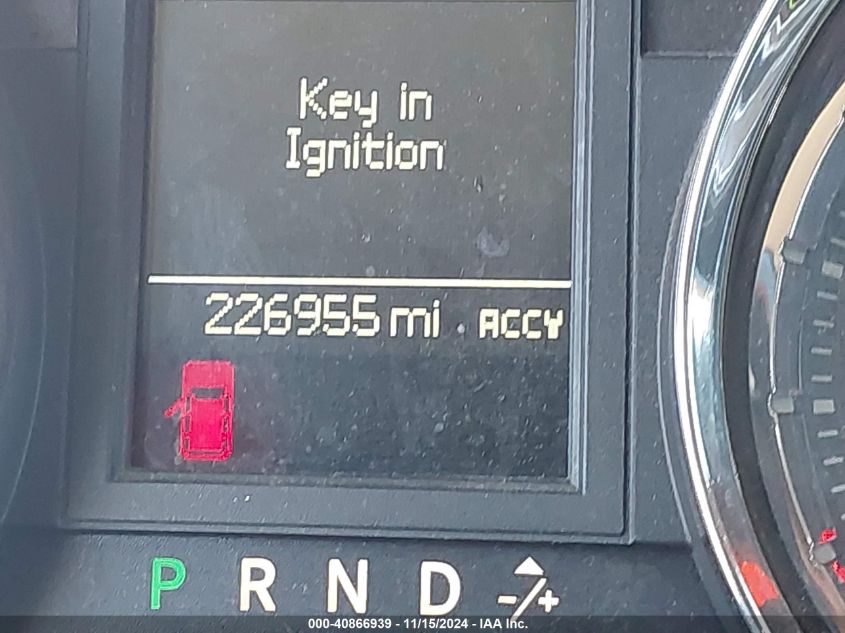 Key in
Ignition
226955 mi ACCY
P R N D -/+
000-40866939 - 11/15/2024 - IAA Inc.